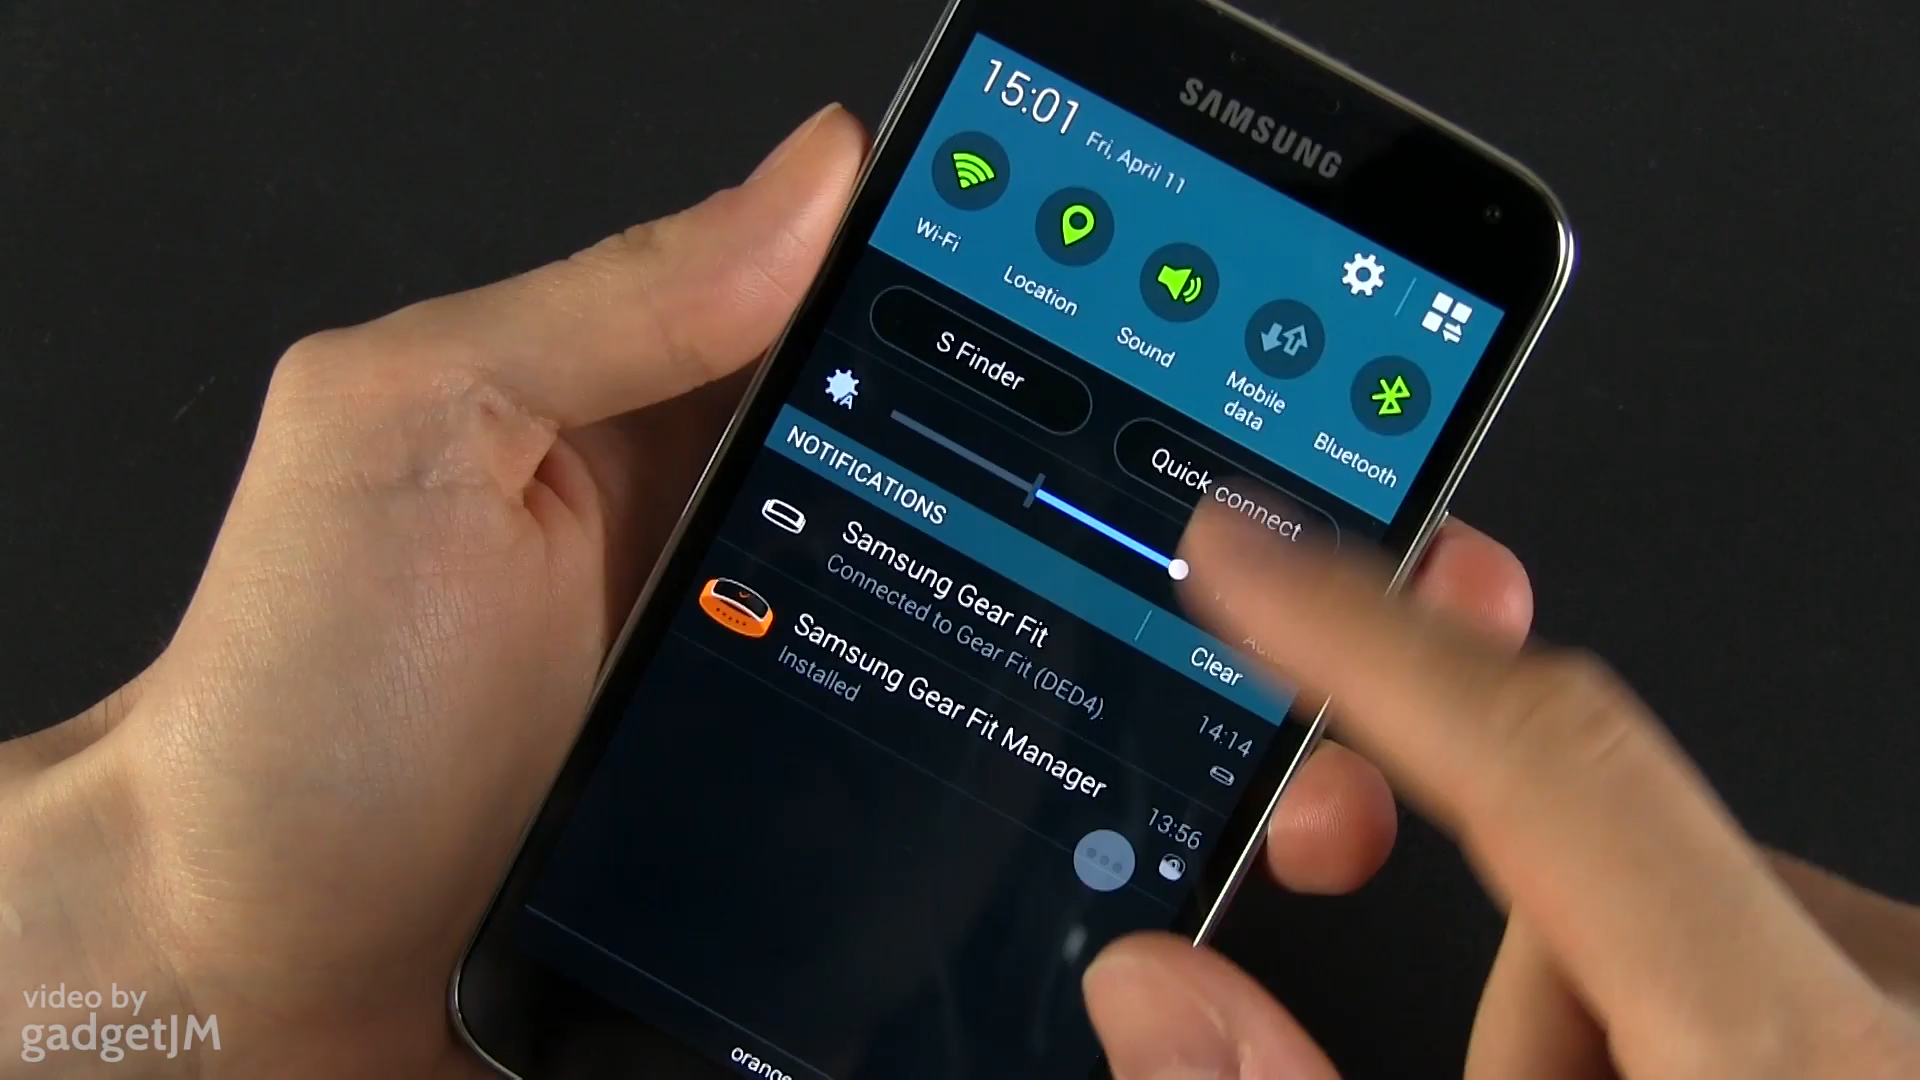 SAMSUNG
15:01 Fri, April 11
Wi-Fi
Location
Sound
Mobile
data
Bluetooth
S Finder
Quick connect
NOTIFICATIONS
Clear
Samsung Gear Fit
Connected to Gear Fit (DED4).
14:14
Samsung Gear Fit Manager
Installed
13:56
orange
video by
gadgetJM